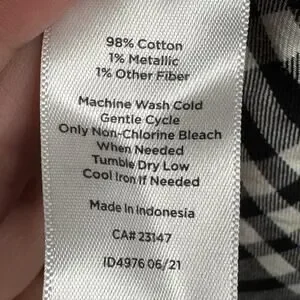 98% Cotton
1% Metallic
1% Other Fiber
Machine Wash Cold
Gentle Cycle
Only Non-Chlorine Bleach
When Needed
Tumble Dry Low
Cool Iron If Needed
Made in Indonesia
CA# 23147
ID4976 06/21